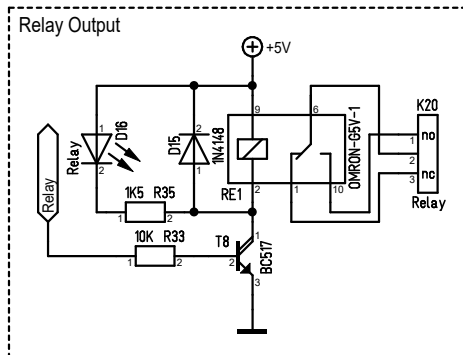 Relay Output
+5V
Relay
1
D16
2
Relay
D15
2
1
1N4148
9
6
2
1
10
RE1
OMRON-G5V-1
K20
1
no
2
3
nc
Relay
1K5 R35
1
2
10K R33
1
2
T8
1
2
3
BC517